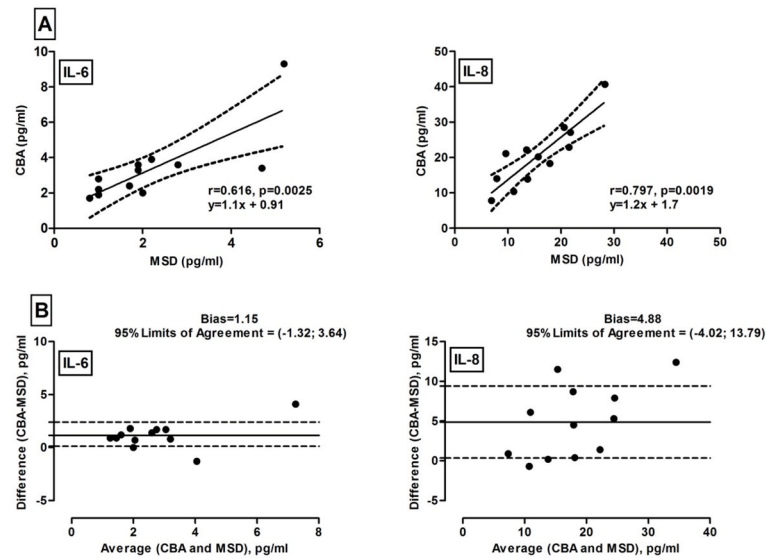 A
IL-6
CBA (pg/ml)
10
8
6
4
2
0
r=0.616, p=0.0025
y=1.1x + 0.91
0 2 4 6
MSD (pg/ml)
IL-8
CBA (pg/ml)
50
40
30
20
10
0
r=0.797, p=0.0019
y=1.2x + 1.7
0 10 20 30 40 50
MSD (pg/ml)
B
Bias=1.15
95% Limits of Agreement = (-1.32; 3.64)
IL-6
Difference (CBA-MSD), pg/ml
10
5
0
-5
0 2 4 6 8
Average (CBA and MSD), pg/ml
Bias=4.88
95% Limits of Agreement = (-4.02; 13.79)
IL-8
Difference (CBA-MSD), pg/ml
15
10
5
0
-5
0 10 20 30 40
Average (CBA and MSD), pg/ml